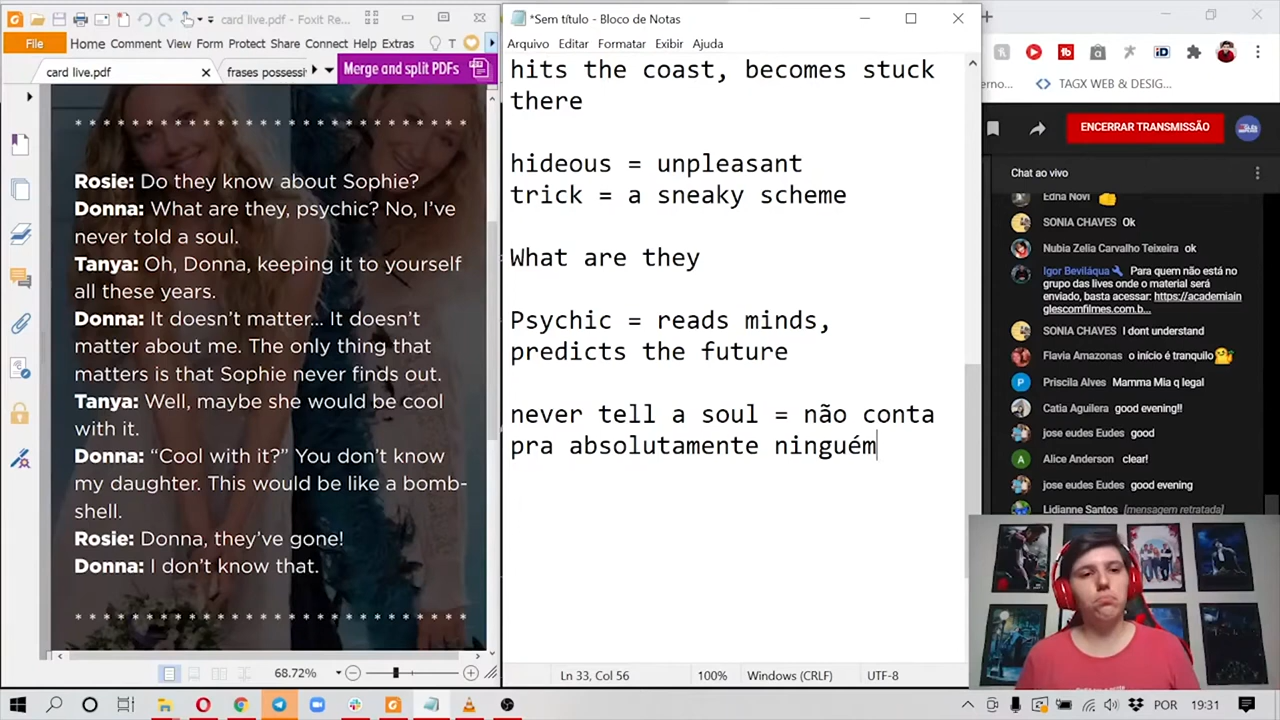 card live.pdf - Foxit Re...
File Home Comment View Form Protect Share Connect Help Extras
card live.pdf
frases possessi
Merge and split PDFs
* * * * * * * * * * * * * * * * * * * * * *
Rosie: Do they know about Sophie?
Donna: What are they, psychic? No, I've
never told a soul.
Tanya: Oh, Donna, keeping it to yourself
all these years.
Donna: It doesn't matter... It doesn't
matter about me. The only thing that
matters is that Sophie never finds out.
Tanya: Well, maybe she would be cool
with it.
Donna: "Cool with it?" You don't know
my daughter. This would be like a bomb-
shell.
Rosie: Donna, they've gone!
Donna: I don't know that.
* * * * * * * * * * * * * * * * * * * * * *
68.72%
*Sem título - Bloco de Notas
Arquivo Editar Formatar Exibir Ajuda
hits the coast, becomes stuck
there
hideous = unpleasant
trick = a sneaky scheme
What are they
Psychic = reads minds,
predicts the future
never tell a soul = não conta
pra absolutamente ninguém
Ln 33, Col 56
100%
Windows (CRLF)
UTF-8
erno...
TAGX WEB & DESIG...
ENCERRAR TRANSMISSÃO
Chat ao vivo
Edna Novi
SONIA CHAVES Ok
Nubia Zelia Carvalho Teixeira ok
Igor Beviláqua Para quem não está no
grupo das lives onde o material será
enviado, basta acessar: https://academiain
glescomfilmes.com.b...
SONIA CHAVES I dont understand
Flavia Amazonas o início é tranquilo
Priscila Alves Mamma Mia q legal
Catia Aguilera good evening!!
jose eudes Eudes good
Alice Anderson clear!
jose eudes Eudes good evening
Lidianne Santos [mensagem retratada]
POR
19:31